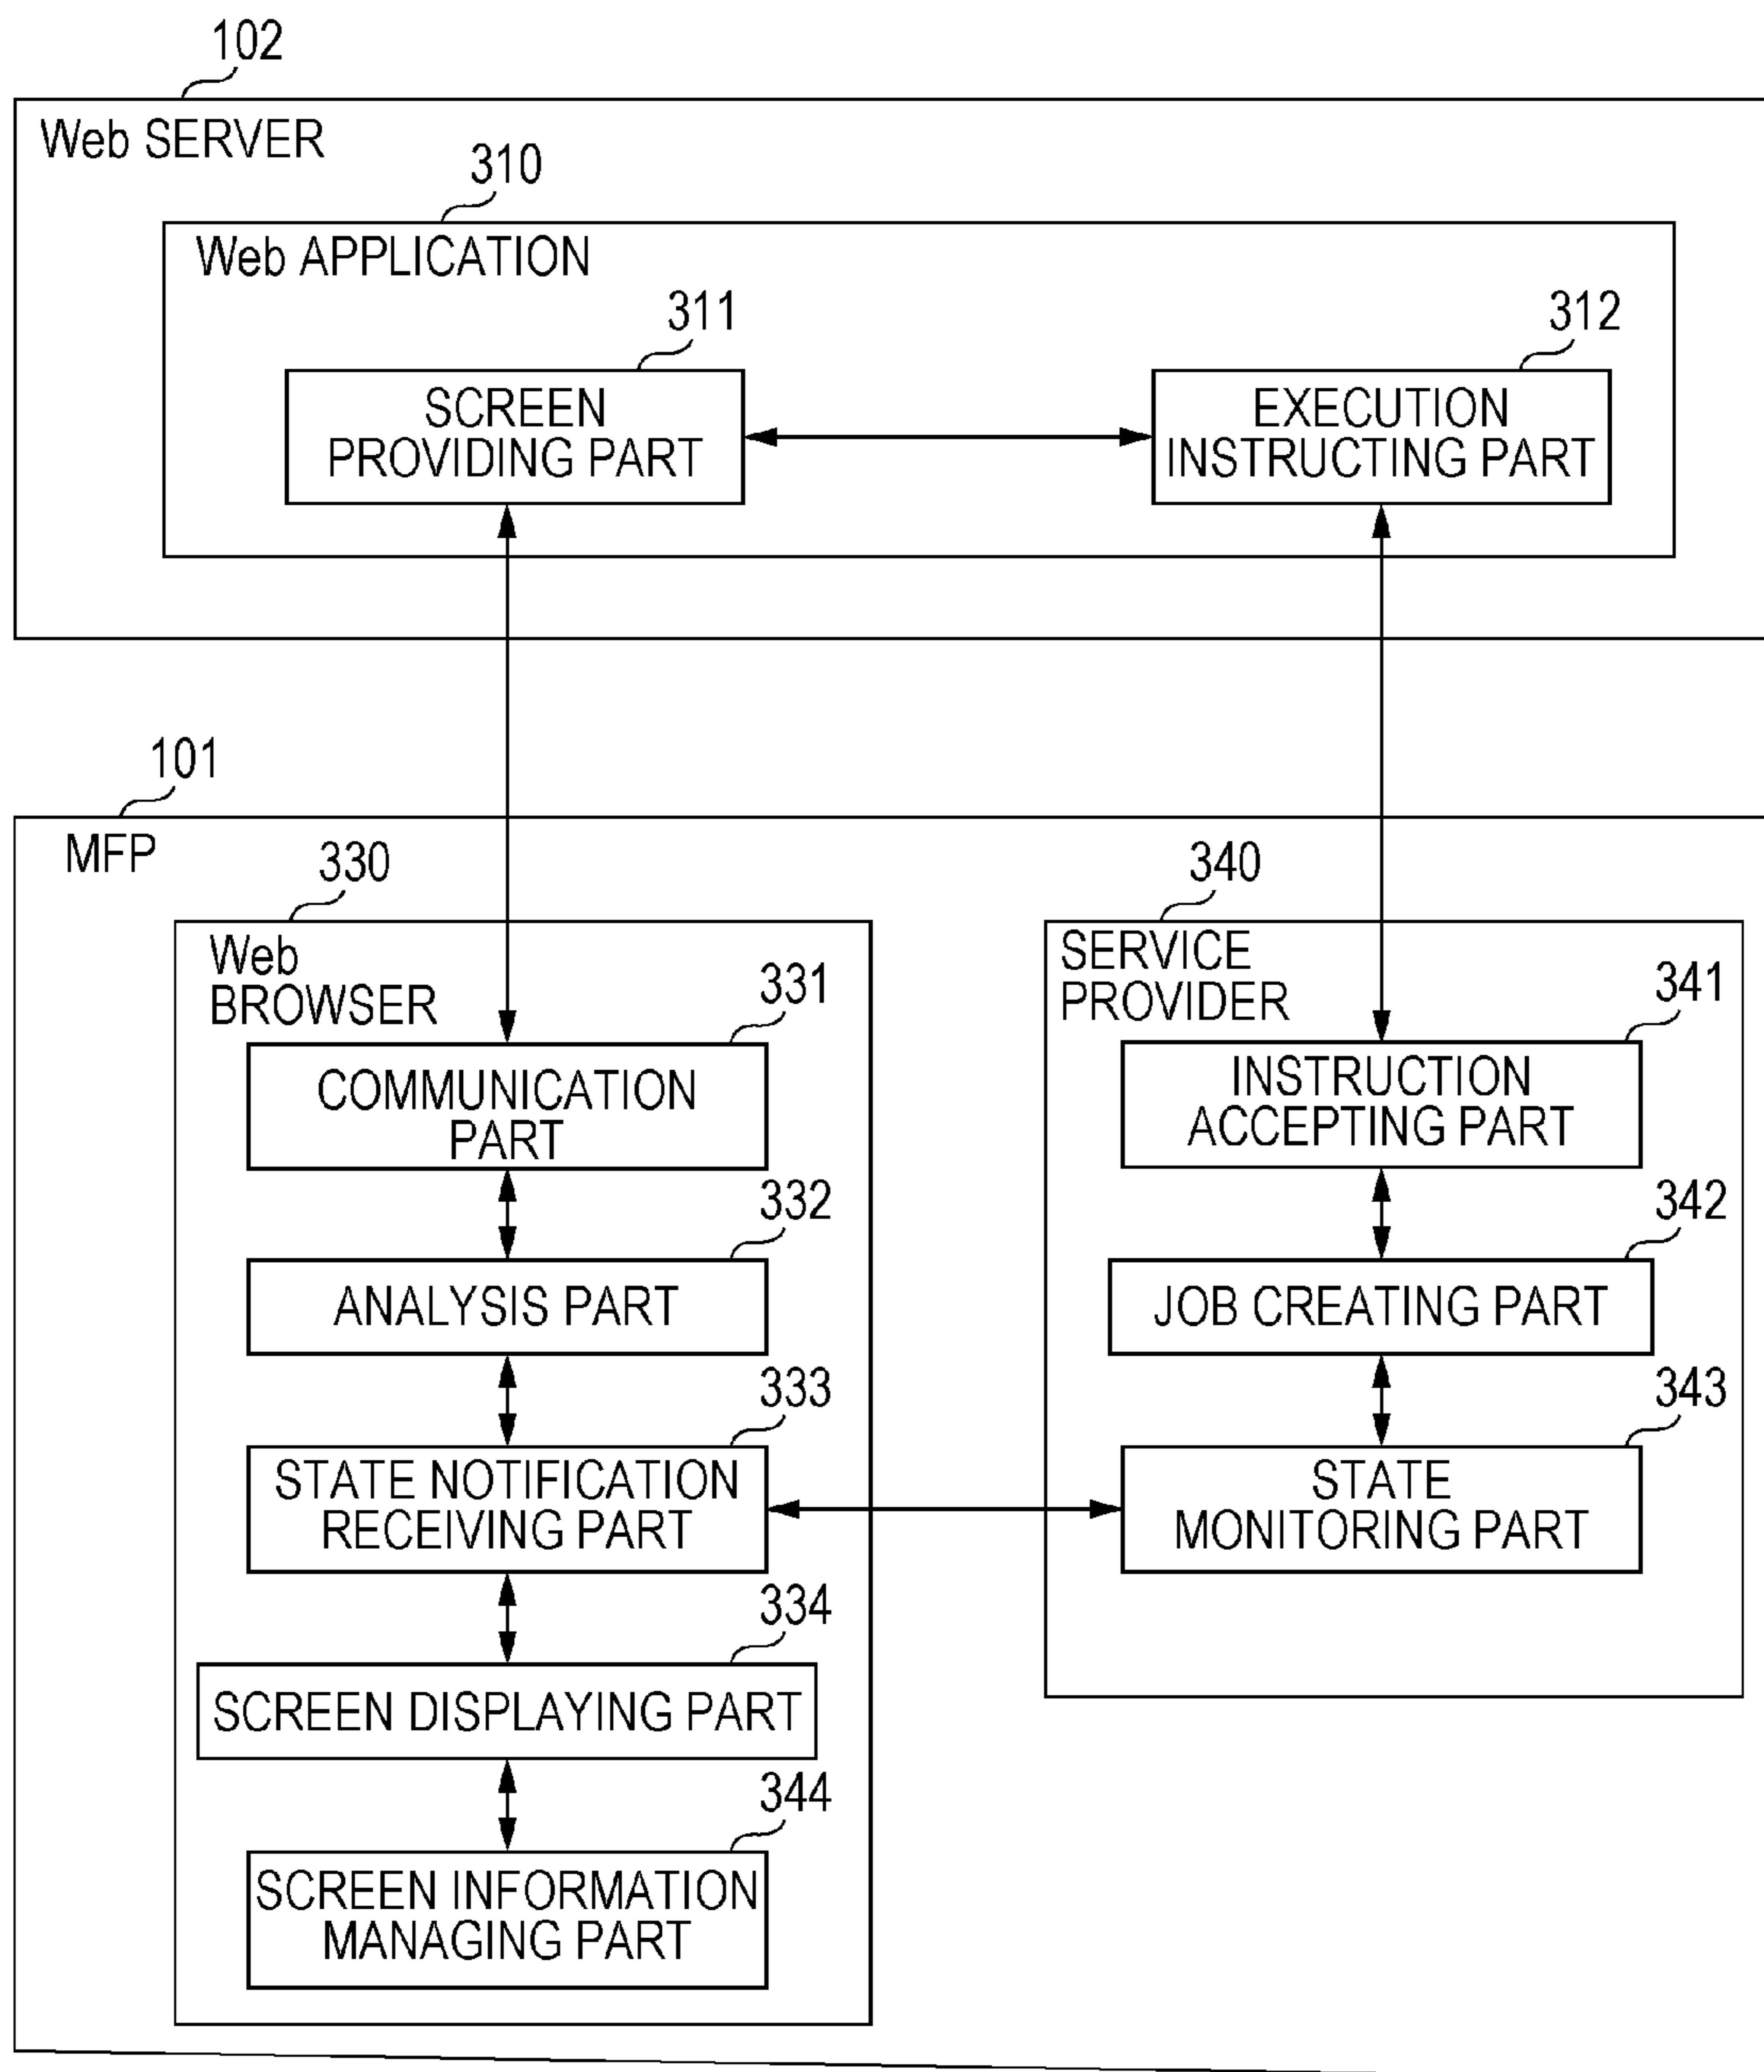 102
Web SERVER
310
Web APPLICATION
311
SCREEN
PROVIDING PART
312
EXECUTION
INSTRUCTING PART
101
MFP
330
Web
BROWSER
331
COMMUNICATION
PART
332
ANALYSIS PART
333
STATE NOTIFICATION
RECEIVING PART
334
SCREEN DISPLAYING PART
344
SCREEN INFORMATION
MANAGING PART
340
SERVICE
PROVIDER
341
INSTRUCTION
ACCEPTING PART
342
JOB CREATING PART
343
STATE
MONITORING PART